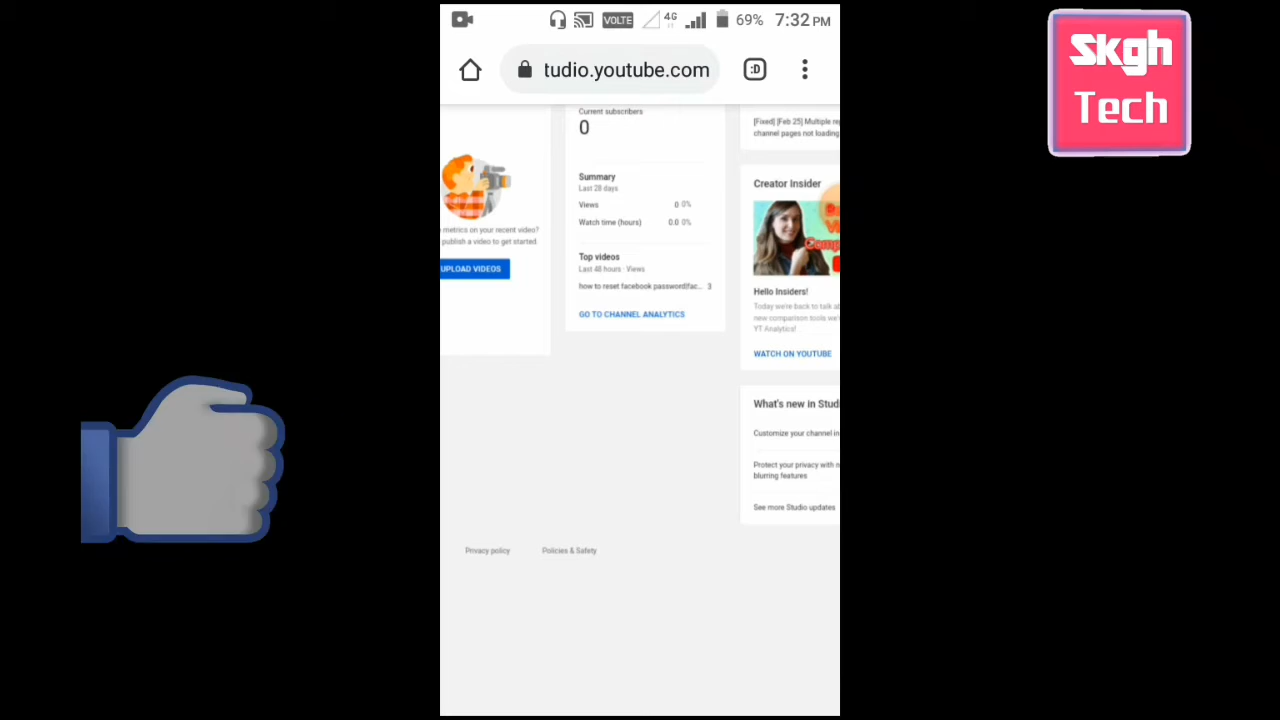 VOLTE 4G 69% 7:32 PM
tudio.youtube.com :D
Skgh
Tech
Current subscribers
0
Summary
Last 28 days
Views 0 0%
Watch time (hours) 0.0 0%
Top videos
Last 48 hours · Views
how to reset facebook password|fac... 3
GO TO CHANNEL ANALYTICS
e metrics on your recent video?
publish a video to get started.
UPLOAD VIDEOS
[Fixed] [Feb 25] Multiple re
channel pages not loading
Creator Insider
Hello Insiders!
Today we're back to talk ab
new comparison tools we'r
YT Analytics!
WATCH ON YOUTUBE
What's new in Stud
Customize your channel in
Protect your privacy with n
blurring features
See more Studio updates
Privacy policy Policies & Safety